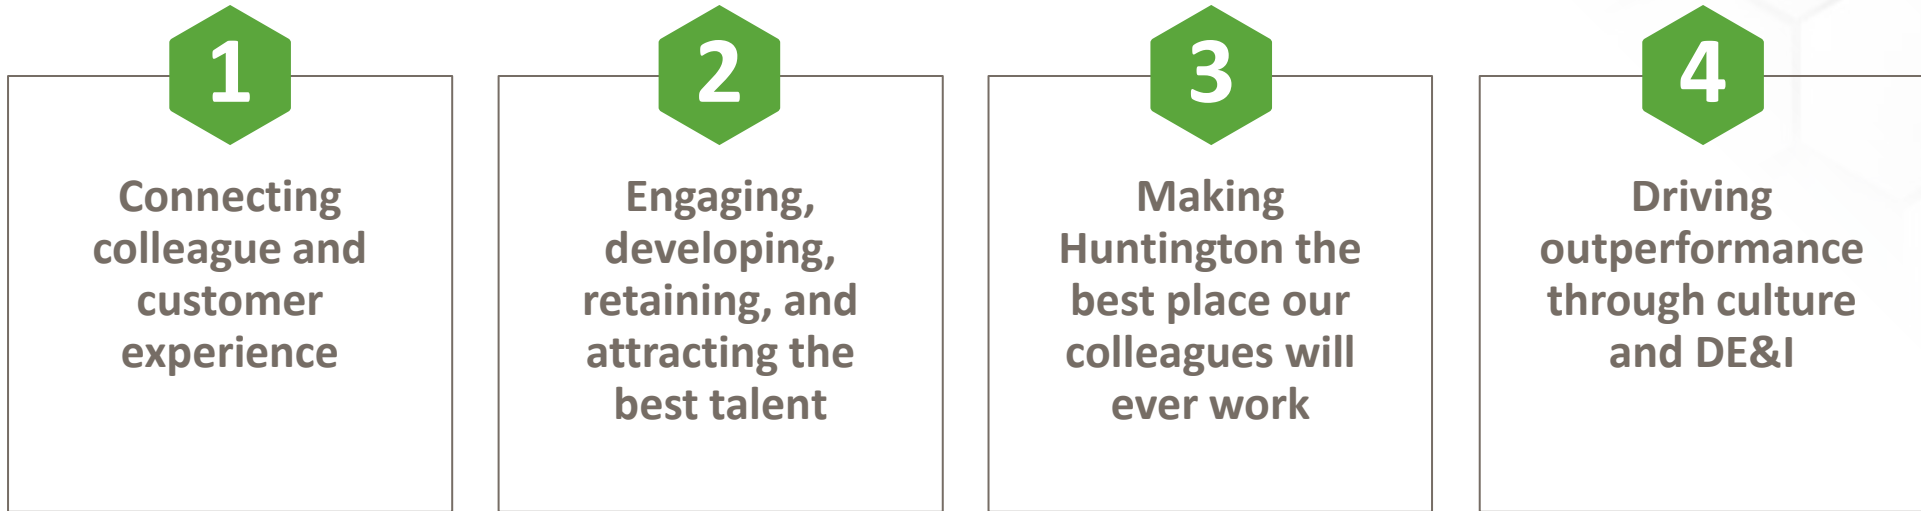 1
Connecting
colleague and
customer
experience
2
Engaging,
developing,
retaining, and
attracting the
best talent
3
Making
Huntington the
best place our
colleagues will
ever work
4
Driving
outperformance
through culture
and DE&I